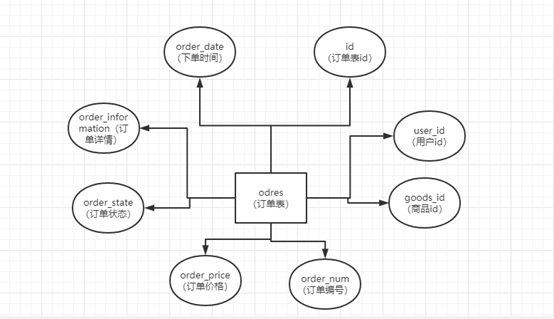 order_date
(下单时间)
id
(订单表id)
order_infor
mation（订
单详情）
user_id
(用户id)
order_state
(订单状态)
odres
(订单表)
goods_id
(商品id)
order_price
(订单价格)
order_num
(订单编号)